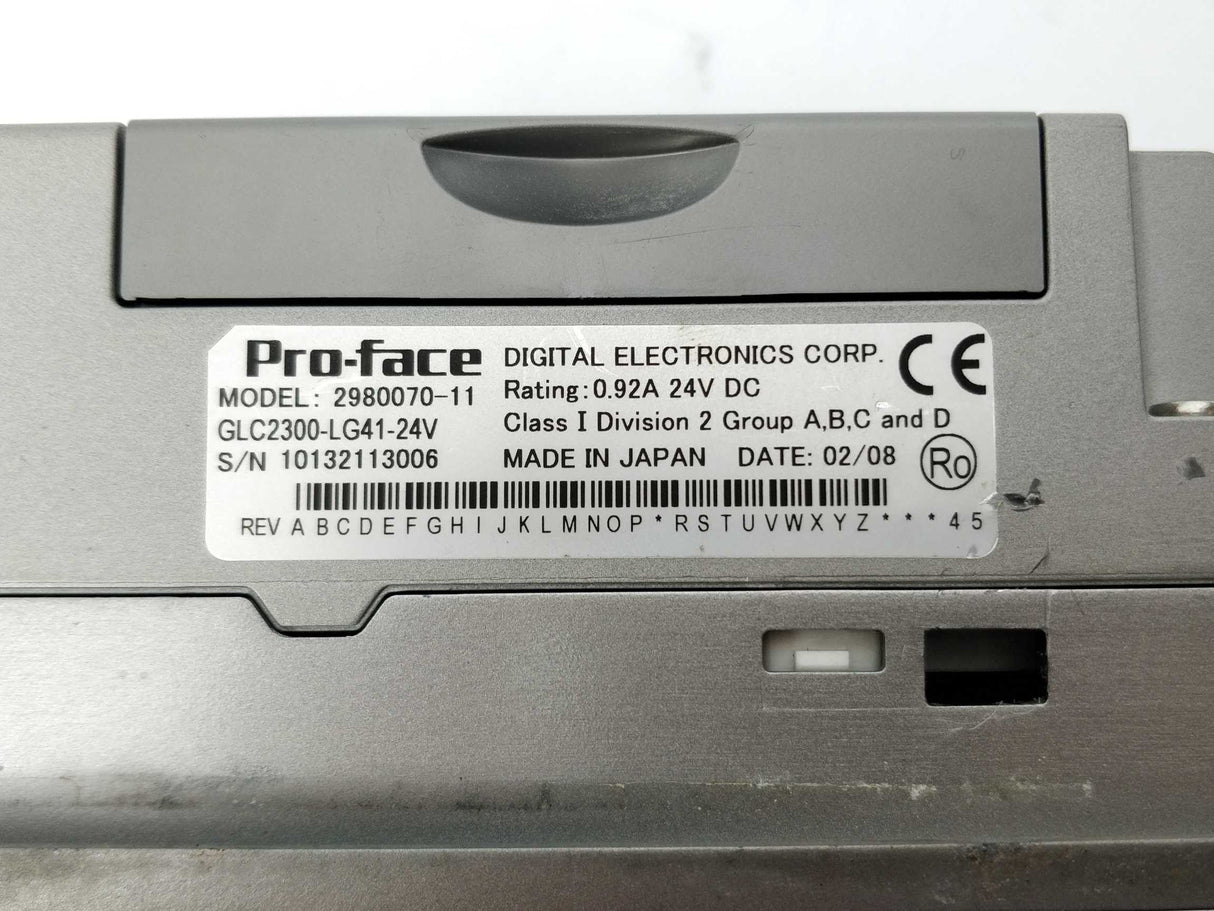 Pro-face DIGITAL ELECTRONICS CORP. CE
MODEL: 2980070-11 Rating: 0.92A 24V DC
GLC2300-LG41-24V Class I Division 2 Group A,B,C and D
S/N 10132113006 MADE IN JAPAN DATE: 02/08 Ro
REV A B C D E F G H I J K L M N O P * R S T U V W X Y Z * * * 4 5